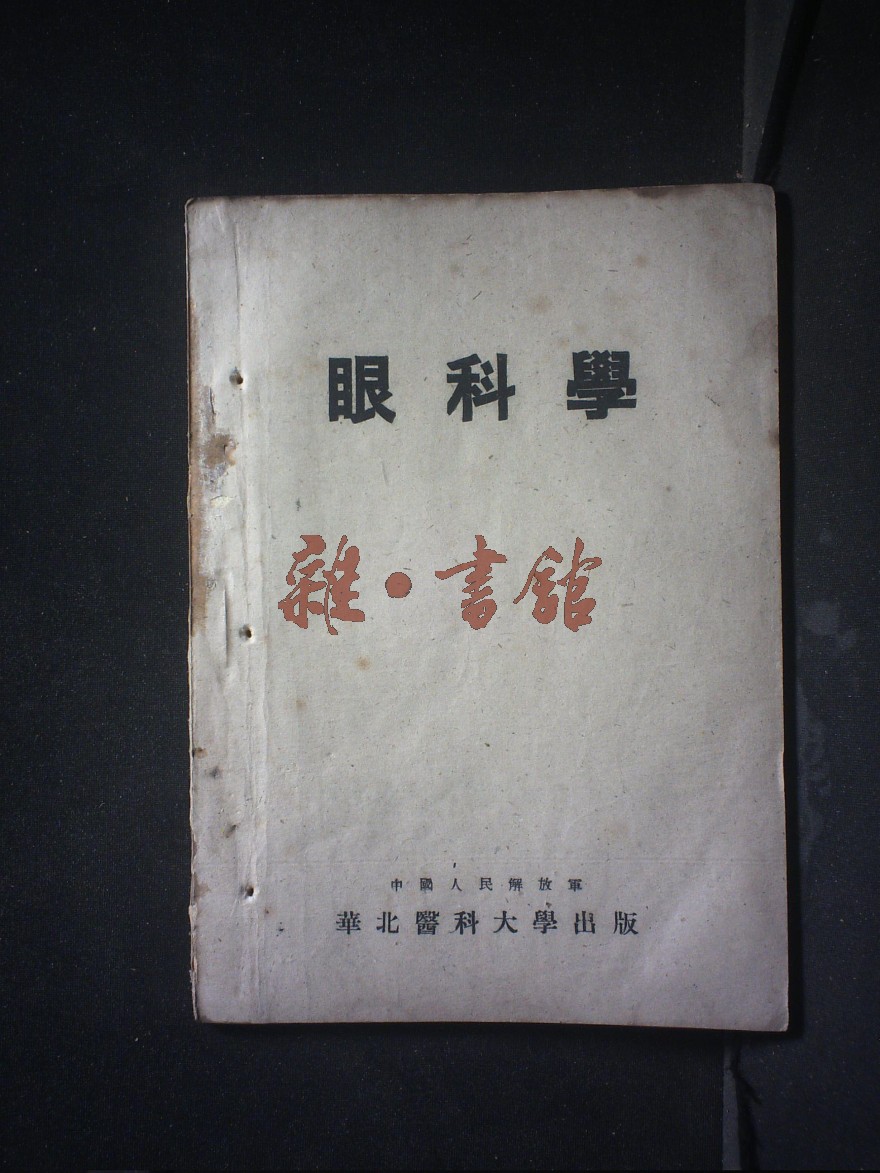 眼科學
雜·書館
中國人民解放軍
華北醫科大學出版